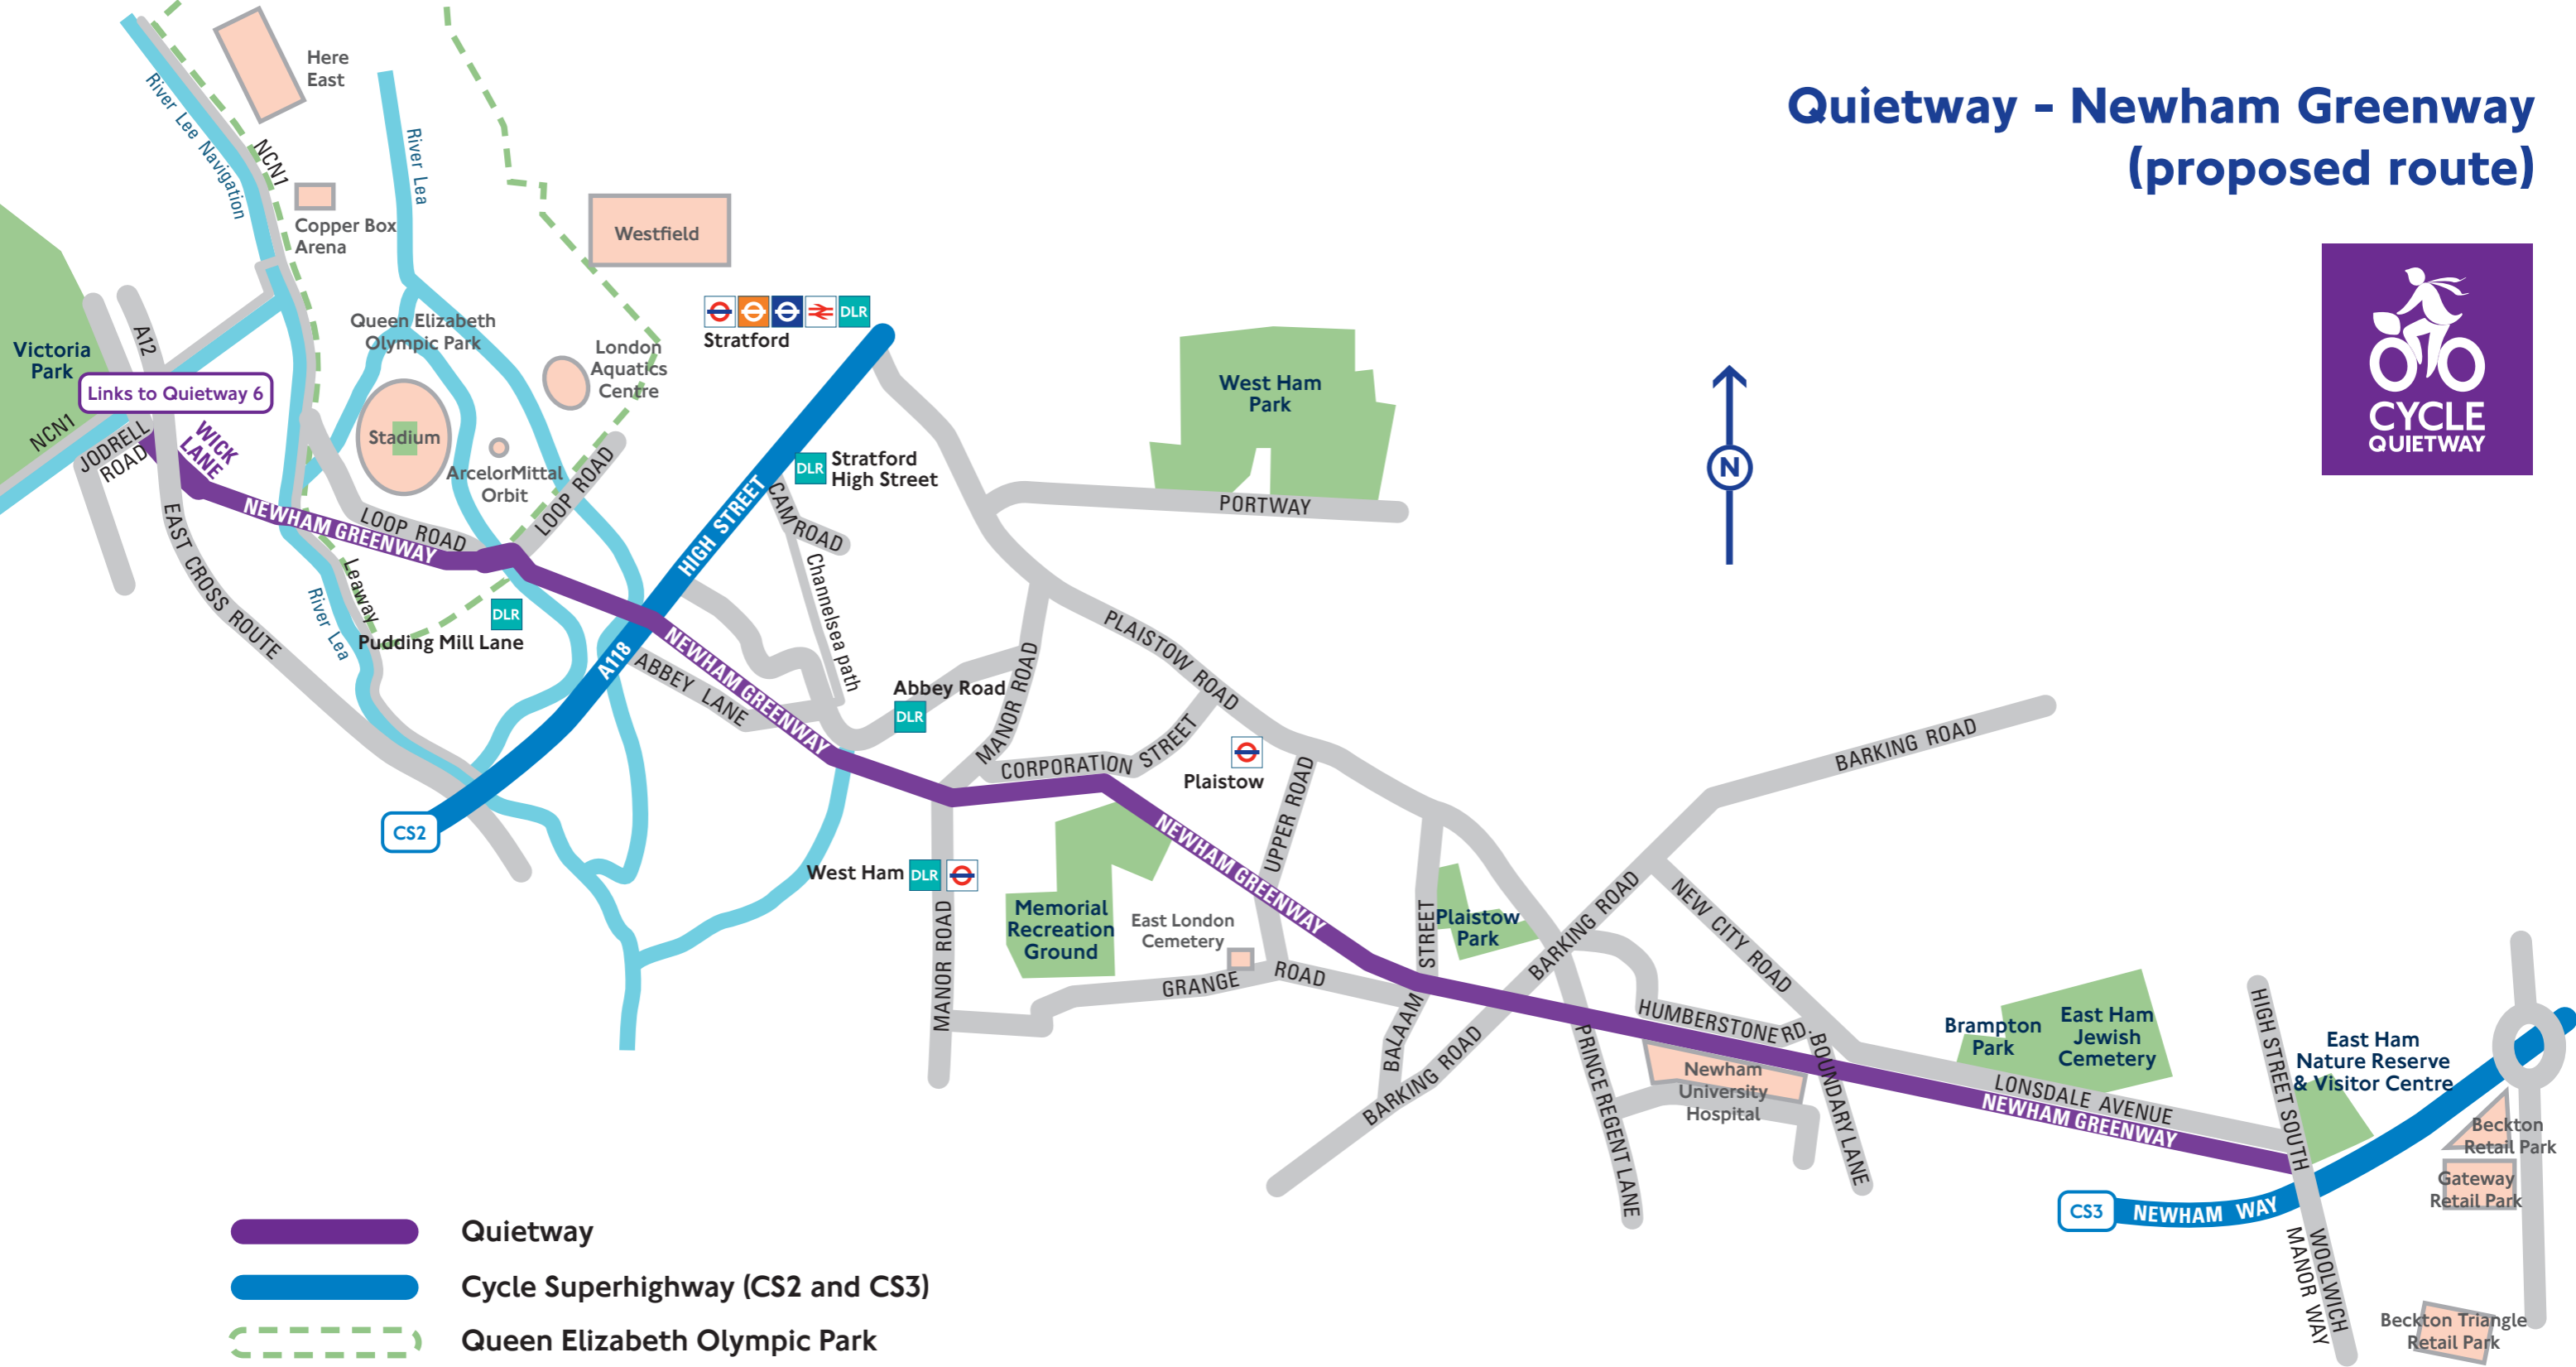 Quietway - Newham Greenway
(proposed route)
CYCLE
QUIETWAY
N
Here
East
River Lee Navigation
NCN1
River Lea
Copper Box
Arena
Westfield
Queen Elizabeth
Olympic Park
London
Aquatics
Centre
DLR
Stratford
Victoria
Park
A12
Links to Quietway 6
NCN1
JODRELL
ROAD
WICK
LANE
Stadium
ArcelorMittal
Orbit
LOOP ROAD
LOOP ROAD
NEWHAM GREENWAY
EAST CROSS ROUTE
River Lea
Leaway
DLR
Pudding Mill Lane
HIGH STREET
A118
DLR
Stratford
High Street
CAM ROAD
Channelsea path
West Ham
Park
PORTWAY
ABBEY LANE
NEWHAM GREENWAY
Abbey Road
DLR
MANOR ROAD
PLAISTOW ROAD
CORPORATION STREET
Plaistow
UPPER ROAD
CS2
West Ham
DLR
MANOR ROAD
Memorial
Recreation
Ground
East London
Cemetery
GRANGE ROAD
NEWHAM GREENWAY
BALAAM STREET
Plaistow
Park
BARKING ROAD
BARKING ROAD
BARKING ROAD
NEW CITY ROAD
PRINCE REGENT LANE
HUMBERSTONE RD.
BOUNDARY LANE
Newham
University
Hospital
Brampton
Park
East Ham
Jewish
Cemetery
LONSDALE AVENUE
NEWHAM GREENWAY
HIGH STREET SOUTH
East Ham
Nature Reserve
& Visitor Centre
CS3
NEWHAM WAY
WOOLWICH
MANOR WAY
Beckton
Retail Park
Gateway
Retail Park
Beckton Triangle
Retail Park
Quietway
Cycle Superhighway (CS2 and CS3)
Queen Elizabeth Olympic Park